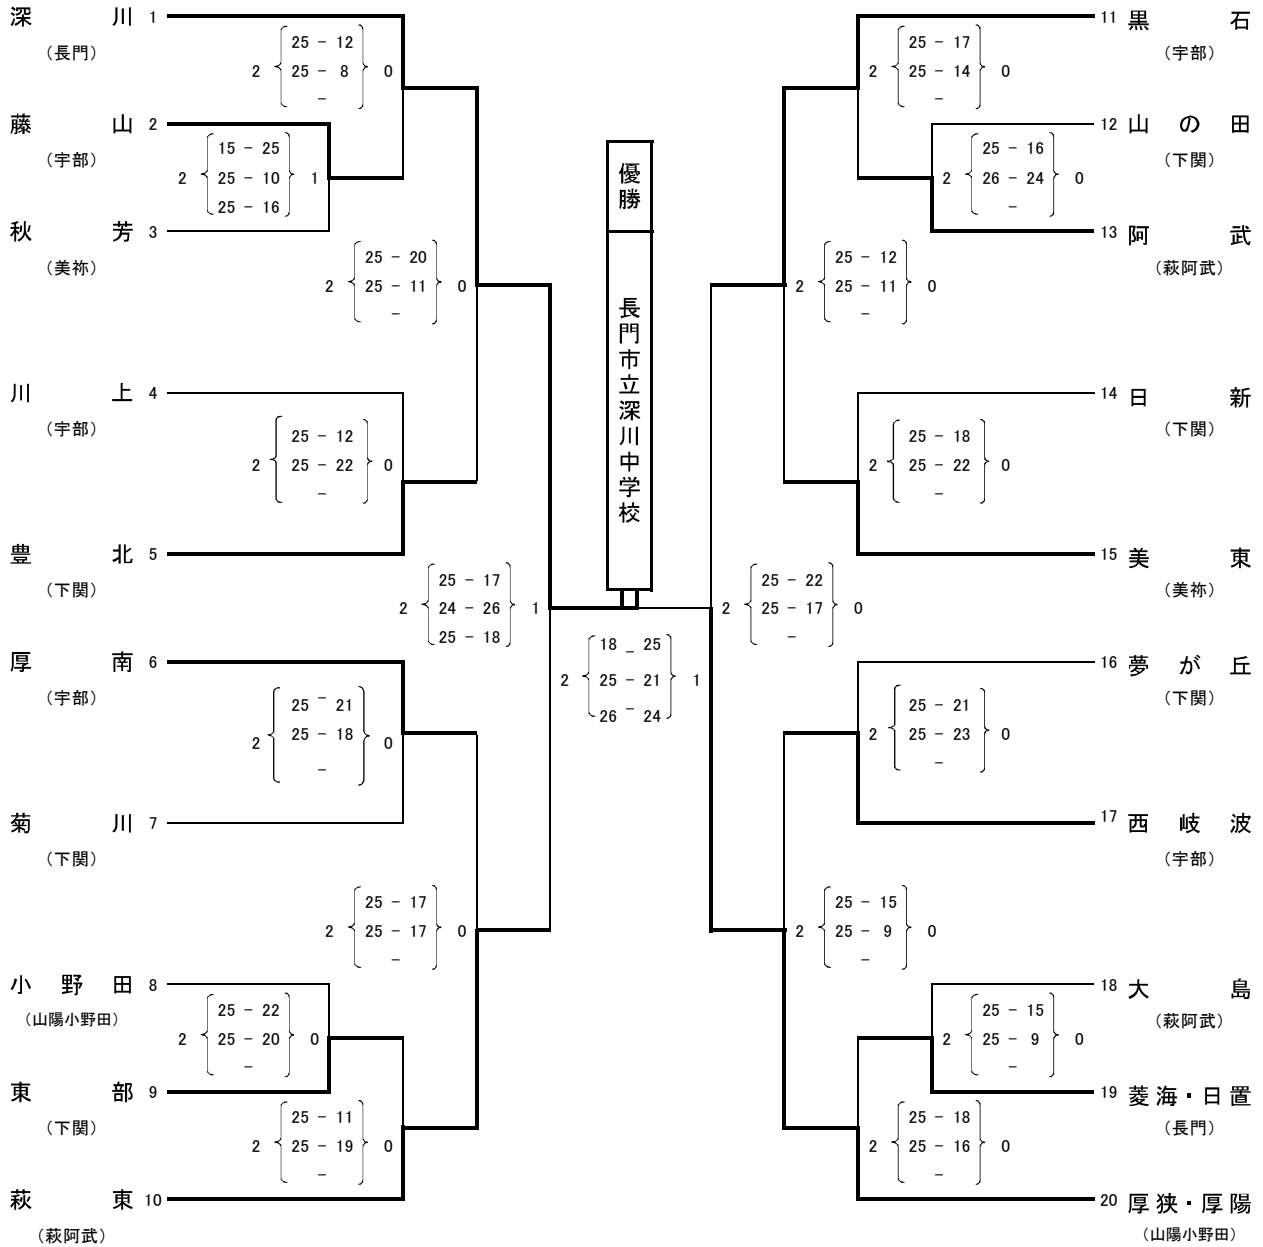 深川 1
（長門）
25 - 12
2 25 - 8 0
-
藤山 2
（宇部）
15 - 25
2 25 - 10 1
25 - 16
秋芳 3
（美祢）
25 - 20
2 25 - 11 0
-
川上 4
（宇部）
25 - 12
2 25 - 22 0
-
豊北 5
（下関）
25 - 17
2 24 - 26 1
25 - 18
厚南 6
（宇部）
25 - 21
2 25 - 18 0
-
菊川 7
（下関）
25 - 17
2 25 - 17 0
-
小野田 8
（山陽小野田）
25 - 22
2 25 - 20 0
-
東部 9
（下関）
25 - 11
2 25 - 19 0
-
萩東 10
（萩阿武）
優勝
長門市立深川中学校
18 - 25
2 25 - 21 1
26 - 24
11 黒石
（宇部）
25 - 17
2 25 - 14 0
-
12 山の田
（下関）
25 - 16
2 26 - 24 0
-
13 阿武
（萩阿武）
25 - 12
2 25 - 11 0
-
14 日新
（下関）
25 - 18
2 25 - 22 0
-
15 美東
（美祢）
25 - 22
2 25 - 17 0
-
16 夢が丘
（下関）
25 - 21
2 25 - 23 0
-
17 西岐波
（宇部）
25 - 15
2 25 - 9 0
-
18 大島
（萩阿武）
25 - 15
2 25 - 9 0
-
19 菱海・日置
（長門）
25 - 18
2 25 - 16 0
-
20 厚狭・厚陽
（山陽小野田）